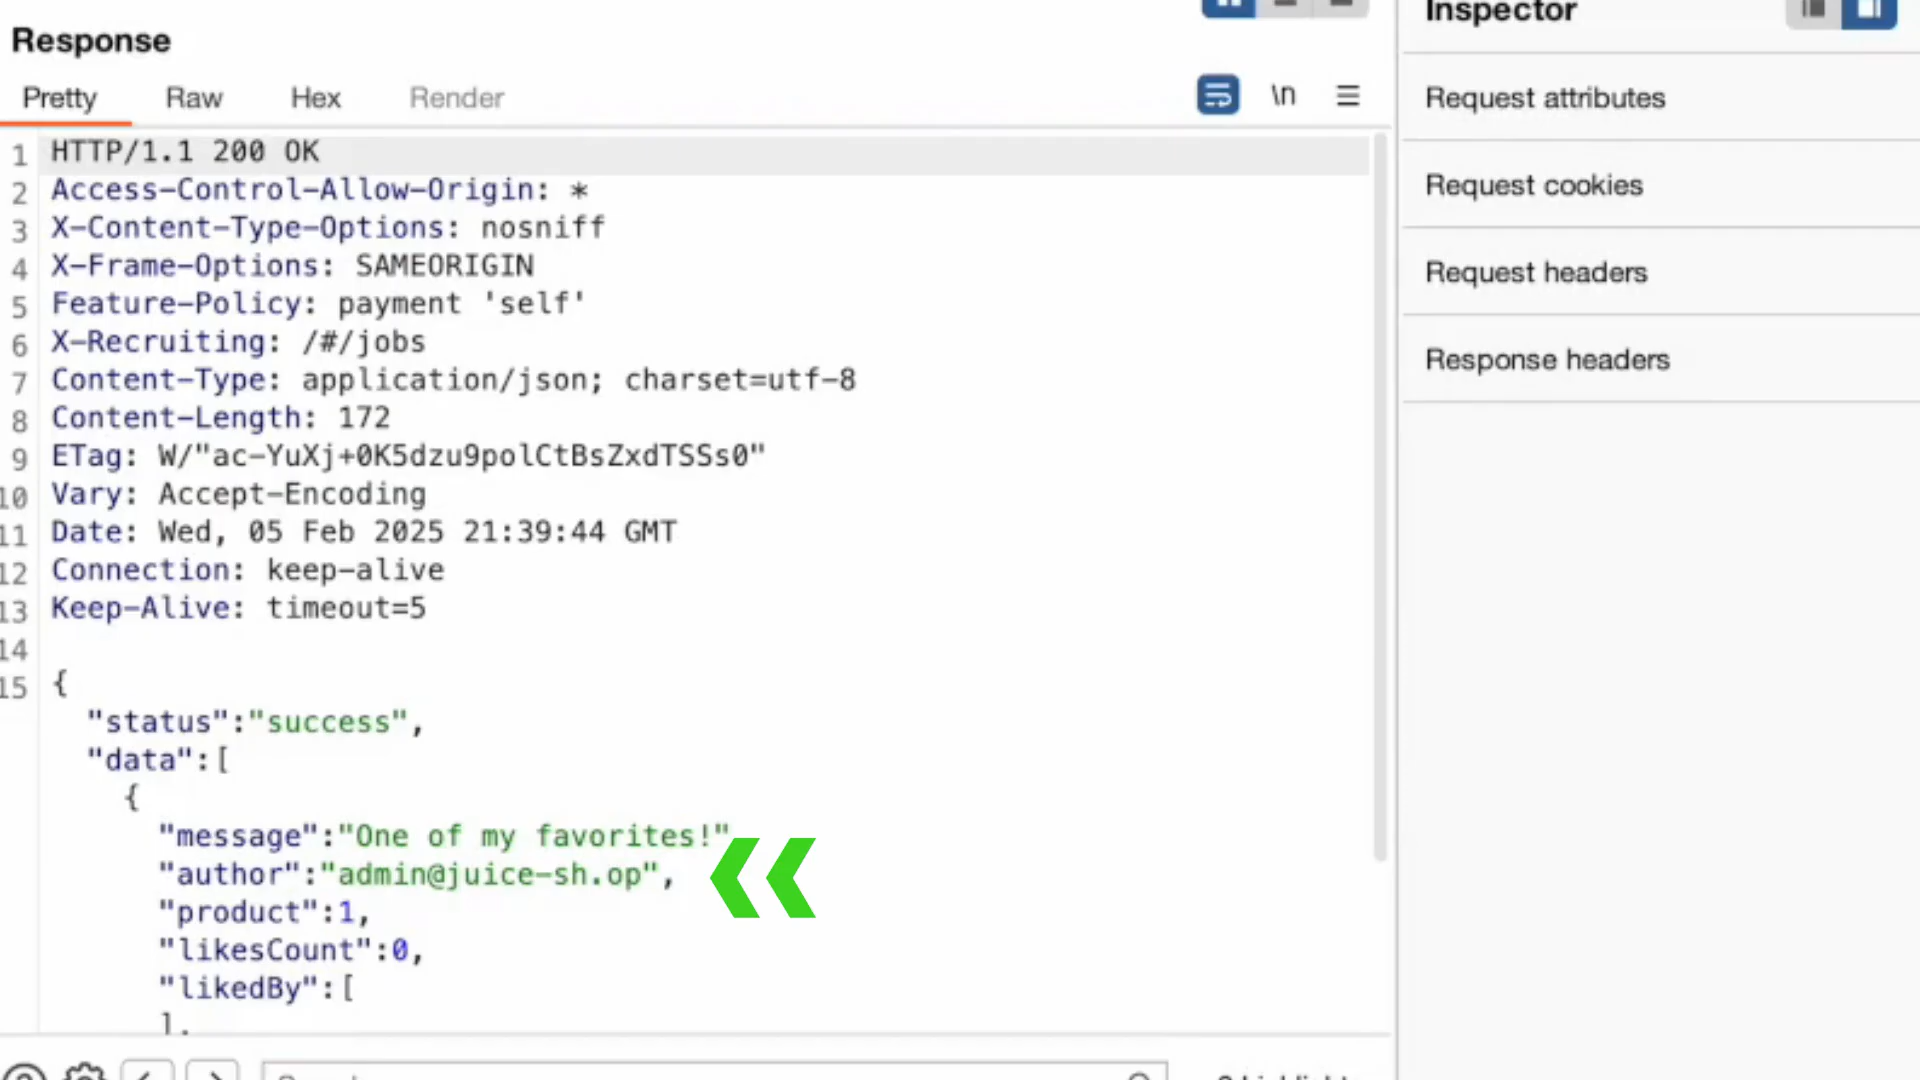 Inspector
Response
Pretty Raw Hex Render \n
Request attributes
Request cookies
Request headers
Response headers
1 HTTP/1.1 200 OK
2 Access-Control-Allow-Origin: *
3 X-Content-Type-Options: nosniff
4 X-Frame-Options: SAMEORIGIN
5 Feature-Policy: payment 'self'
6 X-Recruiting: /#/jobs
7 Content-Type: application/json; charset=utf-8
8 Content-Length: 172
9 ETag: W/"ac-YuXj+0K5dzu9polCtBsZxdTSSs0"
10 Vary: Accept-Encoding
11 Date: Wed, 05 Feb 2025 21:39:44 GMT
12 Connection: keep-alive
13 Keep-Alive: timeout=5
14
15 {
"status":"success",
"data":[
{
"message":"One of my favorites!"
"author":"admin@juice-sh.op",
"product":1,
"likesCount":0,
"likedBy":[
],